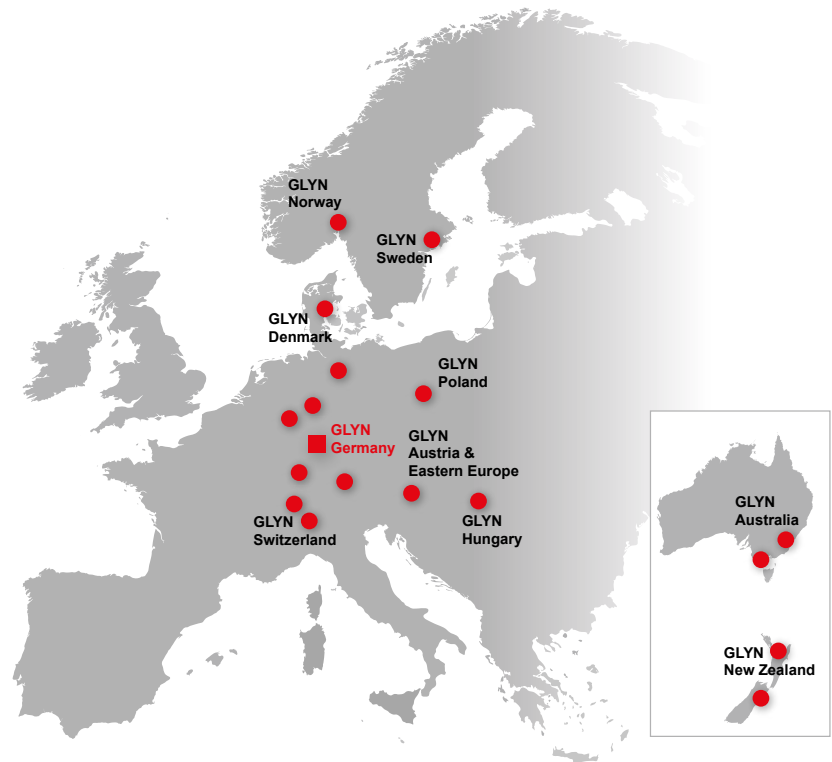 GLYN
Norway
GLYN
Sweden
GLYN
Denmark
GLYN
Poland
GLYN
Germany
GLYN
Austria &
Eastern Europe
GLYN
Switzerland
GLYN
Hungary
GLYN
Australia
GLYN
New Zealand